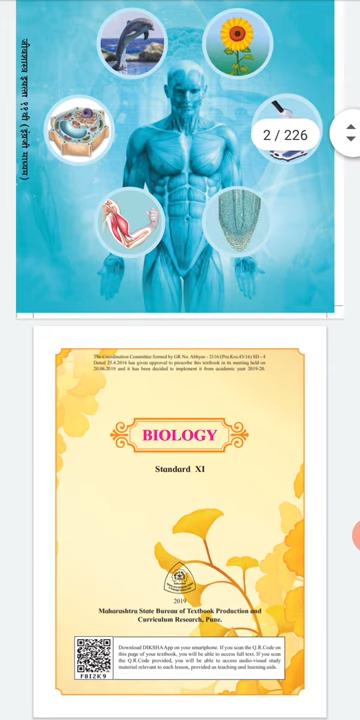 जीवशास्त्र इयत्ता ११वी ( इंग्रजी माध्यम )
2 / 226
The Coordination Committee formed by GR No. Abhyas - 2116/(Pra.Kra.43/16) SD - 4
Dated 25.4.2016 has given approval to prescribe this textbook in its meeting held on
20.06.2019 and it has been decided to implement it from academic year 2019-20.
BIOLOGY
Standard XI
2019
Maharashtra State Bureau of Textbook Production and
Curriculum Research, Pune.
Download DIKSHA App on your smartphone. If you scan the Q.R.Code on
this page of your textbook, you will be able to access full text. If you scan
the Q.R.Code provided, you will be able to access audio-visual study
material relevant to each lesson, provided as teaching and learning aids.
F8I2K9